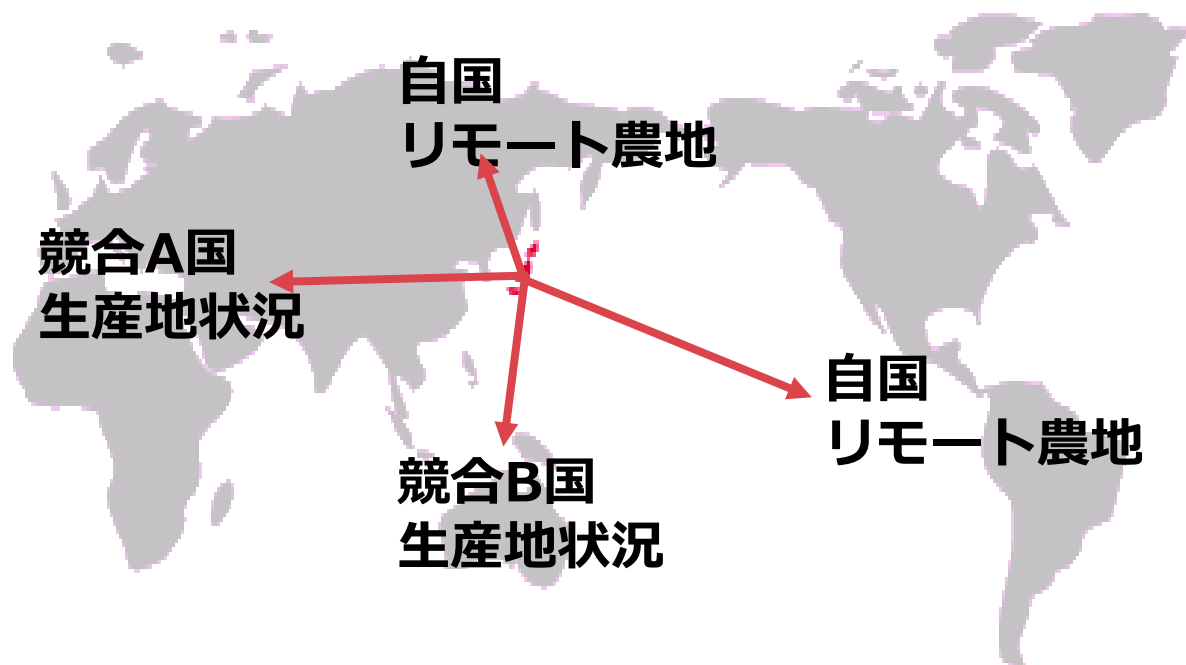 自国
リモート農地
競合A国
生産地状況
自国
リモート農地
競合B国
生産地状況